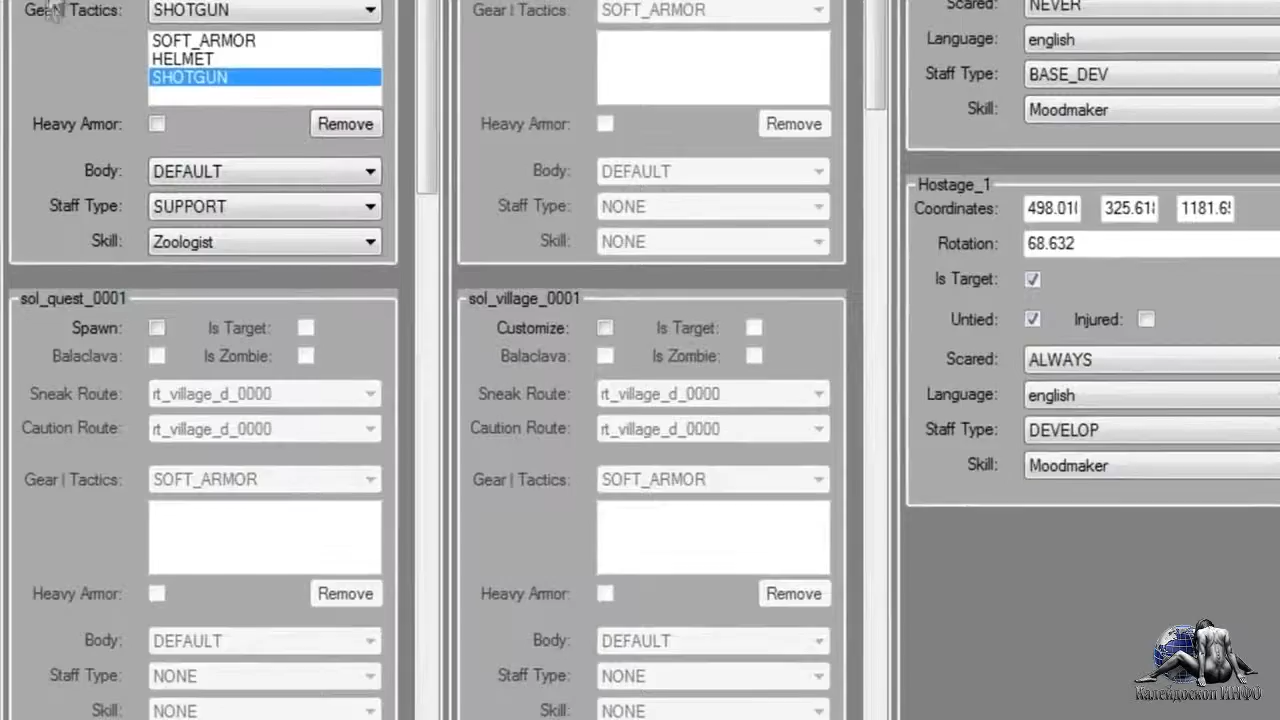 Gear | Tactics: SHOTGUN
SOFT_ARMOR
HELMET
SHOTGUN
Heavy Armor: Remove
Body: DEFAULT
Staff Type: SUPPORT
Skill: Zoologist
sol_quest_0001
Spawn: Is Target:
Balaclava: Is Zombie:
Sneak Route: rt_village_d_0000
Caution Route: rt_village_d_0000
Gear | Tactics: SOFT_ARMOR
Heavy Armor: Remove
Body: DEFAULT
Staff Type: NONE
Skill: NONE
Gear | Tactics: SOFT_ARMOR
Heavy Armor: Remove
Body: DEFAULT
Staff Type: NONE
Skill: NONE
sol_village_0001
Customize: Is Target:
Balaclava: Is Zombie:
Sneak Route: rt_village_d_0000
Caution Route: rt_village_d_0000
Gear | Tactics: SOFT_ARMOR
Heavy Armor: Remove
Body: DEFAULT
Staff Type: NONE
Skill: NONE
Scared: NEVER
Language: english
Staff Type: BASE_DEV
Skill: Moodmaker
Hostage_1
Coordinates: 498.01 325.61 1181.6
Rotation: 68.632
Is Target:
Untied: Injured:
Scared: ALWAYS
Language: english
Staff Type: DEVELOP
Skill: Moodmaker
Калейдоскоп ИНФО